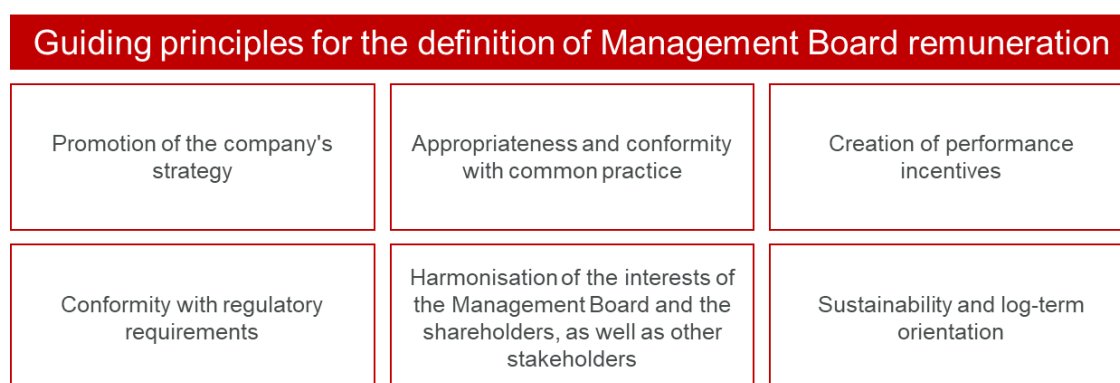 Guiding principles for the definition of Management Board remuneration
Promotion of the company's
strategy
Appropriateness and conformity
with common practice
Creation of performance
incentives
Conformity with regulatory
requirements
Harmonisation of the interests of
the Management Board and the
shareholders, as well as other
stakeholders
Sustainability and log-term
orientation